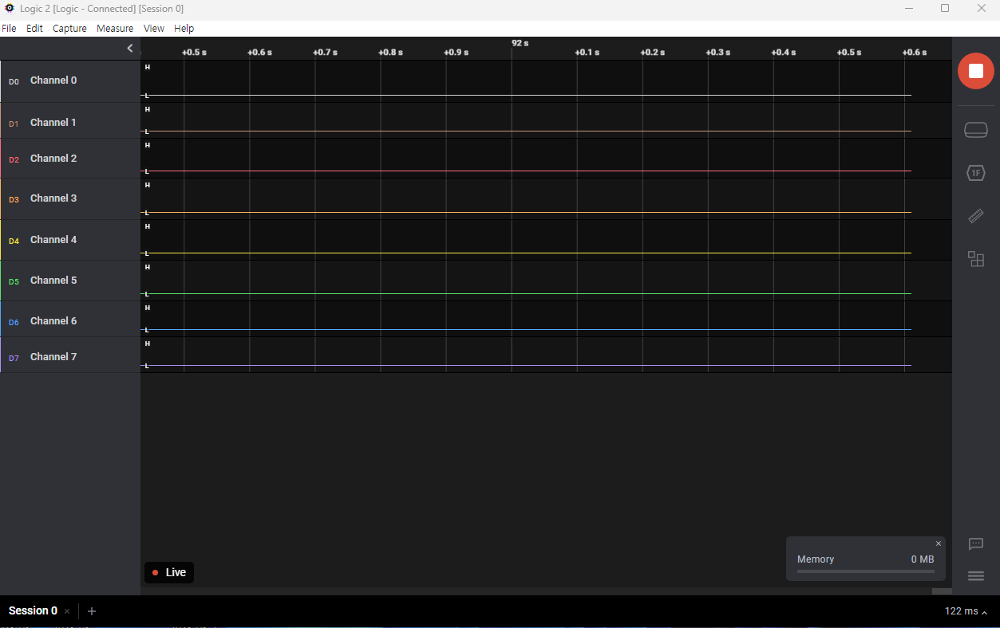 Logic 2 [Logic - Connected] [Session 0]
File Edit Capture Measure View Help
92 s
+0.5 s +0.6 s +0.7 s +0.8 s +0.9 s +0.1 s +0.2 s +0.3 s +0.4 s +0.5 s +0.6 s
D0 Channel 0 H
L
D1 Channel 1 H
L
D2 Channel 2 H
L
D3 Channel 3 H
L
D4 Channel 4 H
L
D5 Channel 5 H
L
D6 Channel 6 H
L
D7 Channel 7 H
L
1F
Memory 0 MB
Live
Session 0 122 ms